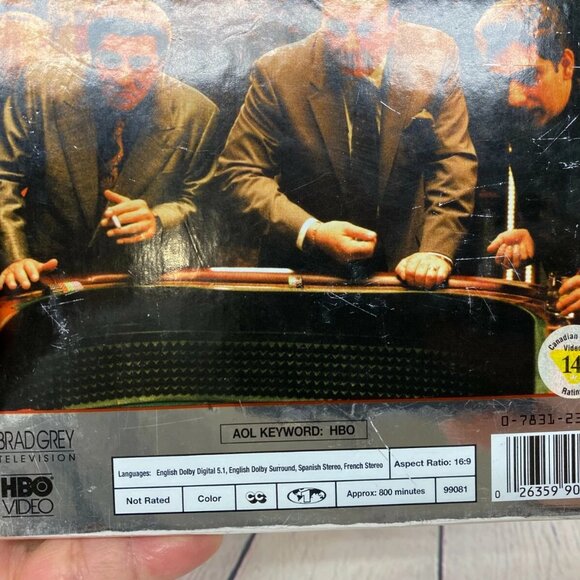 Canadian
Video
14
Rating
0-7831-23
AOL KEYWORD: HBO
BRAD GREY
TELEVISION
HBO
VIDEO
Languages: English Dolby Digital 5.1, English Dolby Surround, Spanish Stereo, French Stereo
Aspect Ratio: 16:9
Not Rated
Color
CC
1
Approx: 800 minutes
99081
0 26359 90